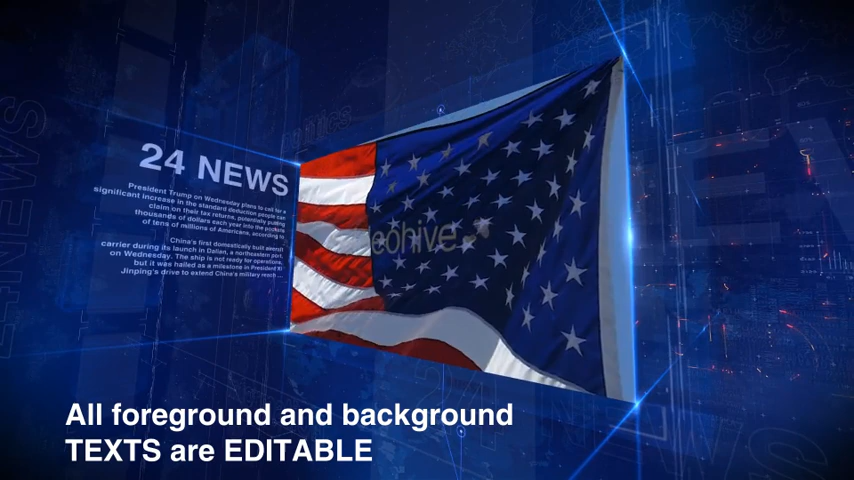 24 NEWS
President Trump on Wednesday plans to call for a
significant increase in the standard deduction people can
claim on their tax returns, potentially putting
thousands of dollars each year into the pockets
of tens of millions of Americans, according to
China's first domestically built aircraft
carrier during its launch in Dalian, a northeastern port,
on Wednesday. The ship is not ready for operations,
but it was hailed as a milestone in President Xi
Jinping's drive to extend China's military reach ...
eohive
All foreground and background
TEXTS are EDITABLE
NEWS